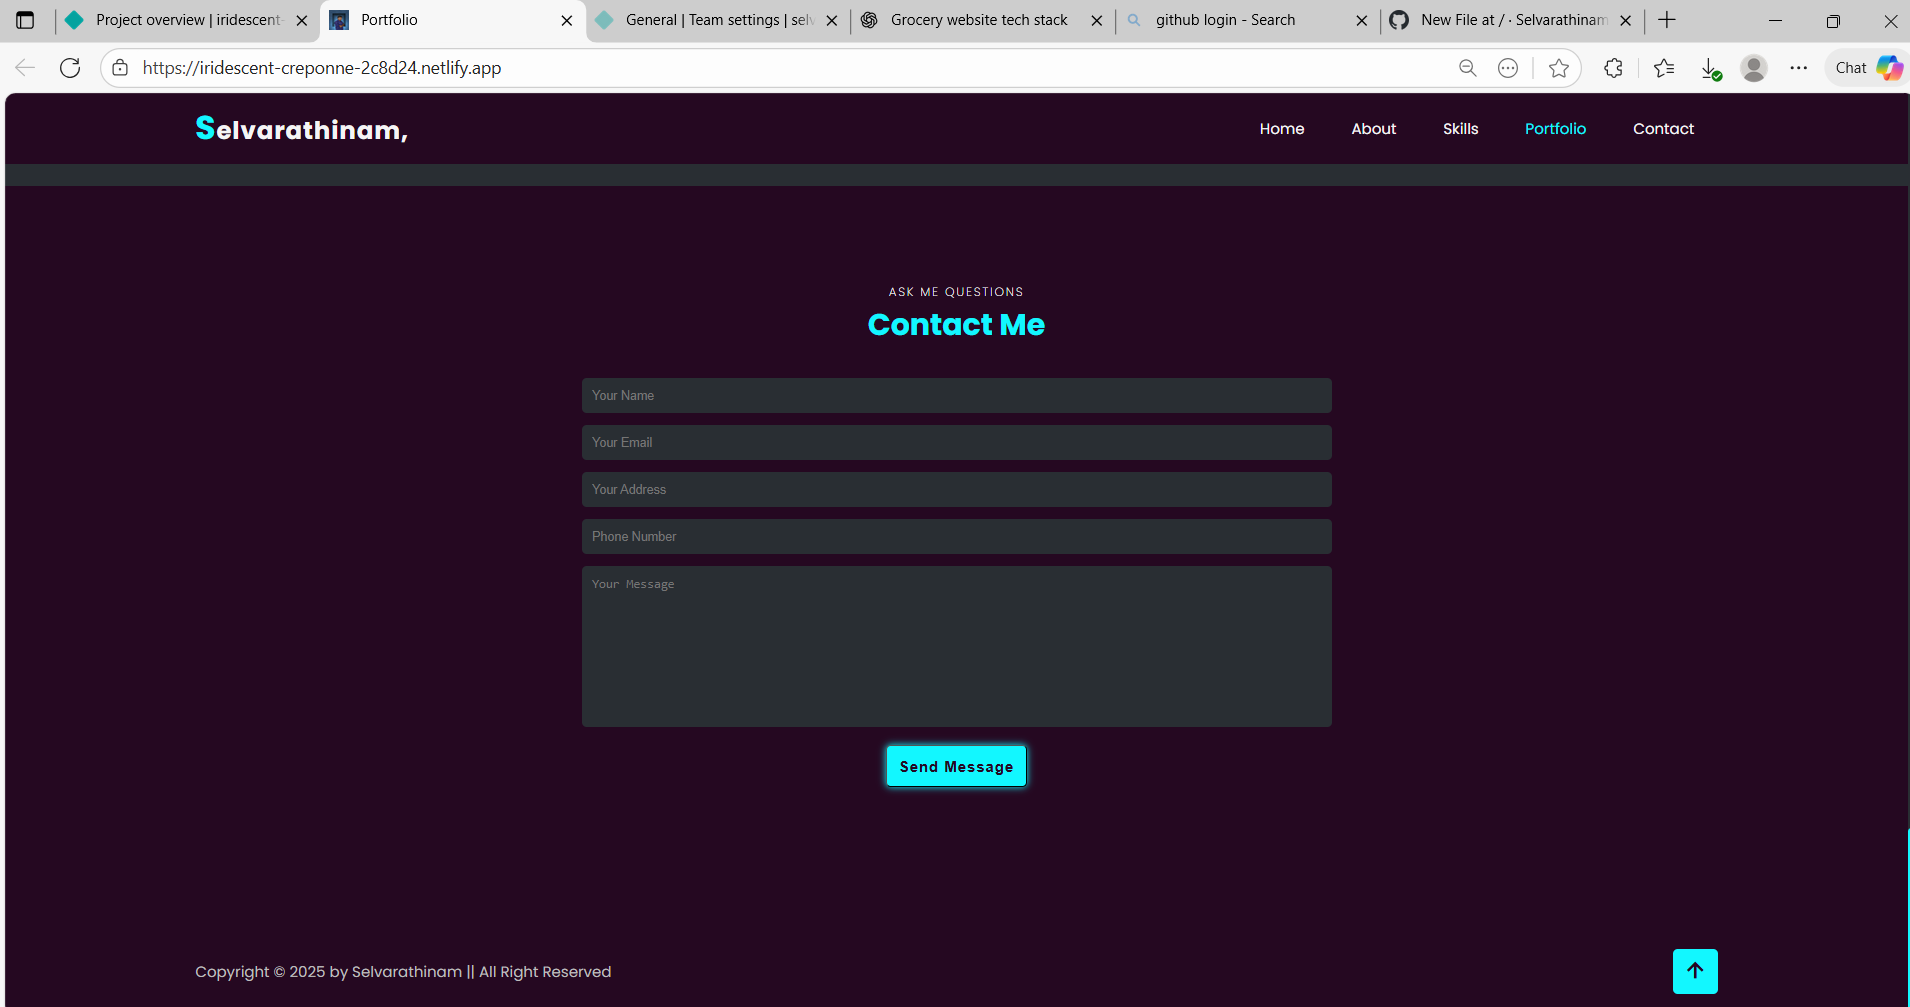 Project overview | iridescent-
Portfolio
General | Team settings | selv
Grocery website tech stack
github login - Search
New File at / · Selvarathinam
https://iridescent-creponne-2c8d24.netlify.app
Chat
Selvarathinam,
Home
About
Skills
Portfolio
Contact
ASK ME QUESTIONS
Contact Me
Your Name
Your Email
Your Address
Phone Number
Your Message
Send Message
Copyright © 2025 by Selvarathinam || All Right Reserved